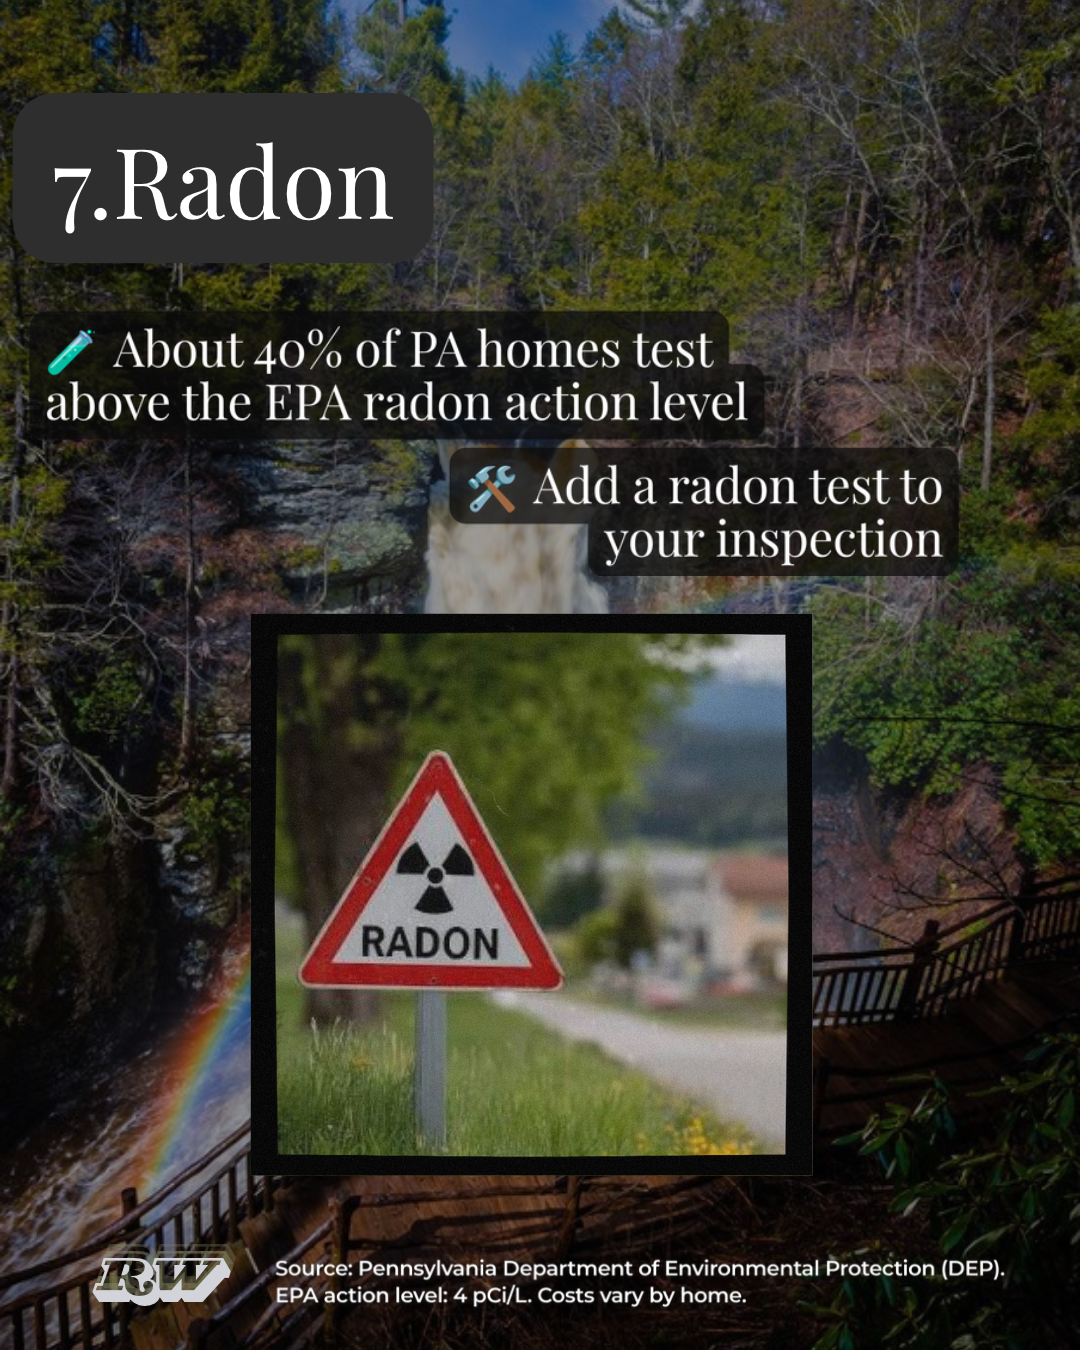 7.Radon
🧪 About 40% of PA homes test
above the EPA radon action level
🛠️ Add a radon test to
your inspection
RADON
R&W
Source: Pennsylvania Department of Environmental Protection (DEP).
EPA action level: 4 pCi/L. Costs vary by home.